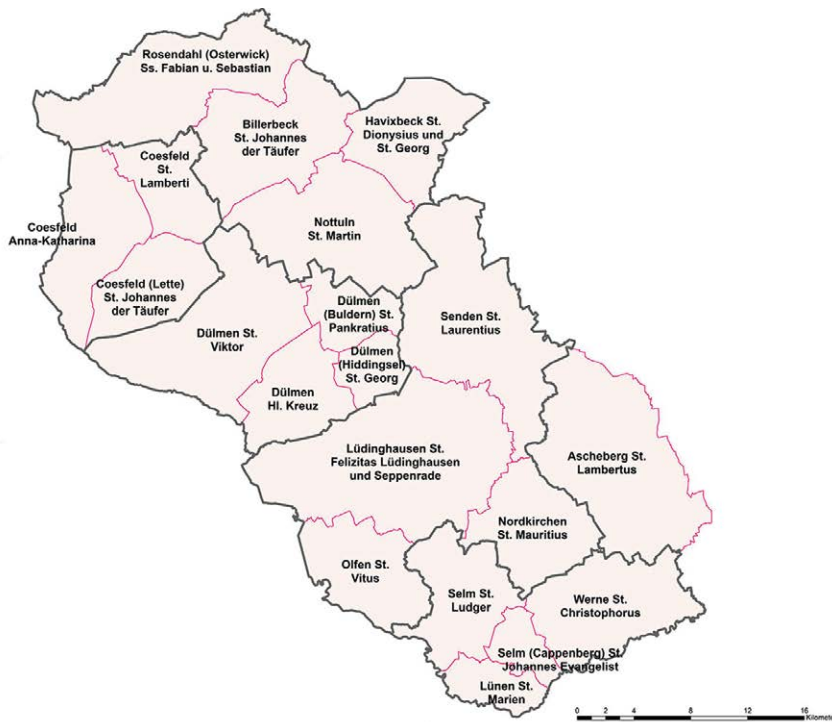 Rosendahl (Osterwick)
Ss. Fabian u. Sebastian
Billerbeck
St. Johannes
der Täufer
Havixbeck St.
Dionysius und
St. Georg
Coesfeld
St.
Lamberti
Coesfeld
Anna-Katharina
Nottuln
St. Martin
Coesfeld (Lette)
St. Johannes
der Täufer
Dülmen
(Buldern) St.
Pankratius
Senden St.
Laurentius
Dülmen St.
Viktor
Dülmen
(Hiddingsel)
St. Georg
Dülmen
Hl. Kreuz
Lüdinghausen St.
Felizitas Lüdinghausen
und Seppenrade
Ascheberg St.
Lambertus
Nordkirchen
St. Mauritius
Olfen St.
Vitus
Selm St.
Ludger
Werne St.
Christophorus
Selm (Cappenberg) St.
Johannes Evangelist
Lünen St.
Marien
0 2 4 8 12 16
Kilomete